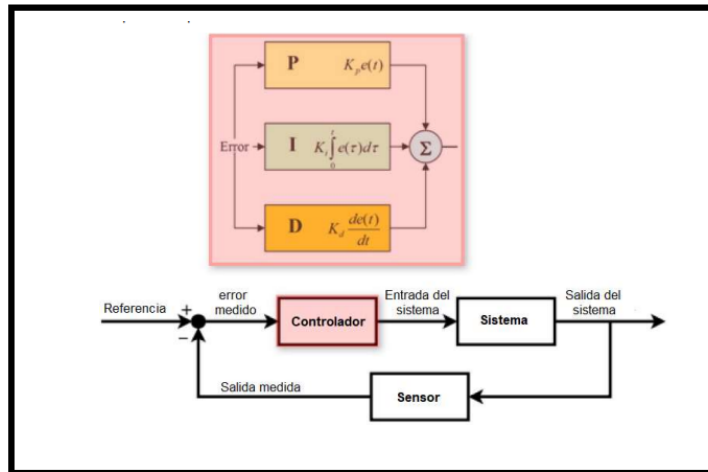 P K_p e(t)
Error I K_i ∫_0^t e(τ)dτ Σ
D K_d de(t)/dt
Referencia
+
−
error
medido
Controlador
Entrada del
sistema
Sistema
Salida del
sistema
Salida medida
Sensor